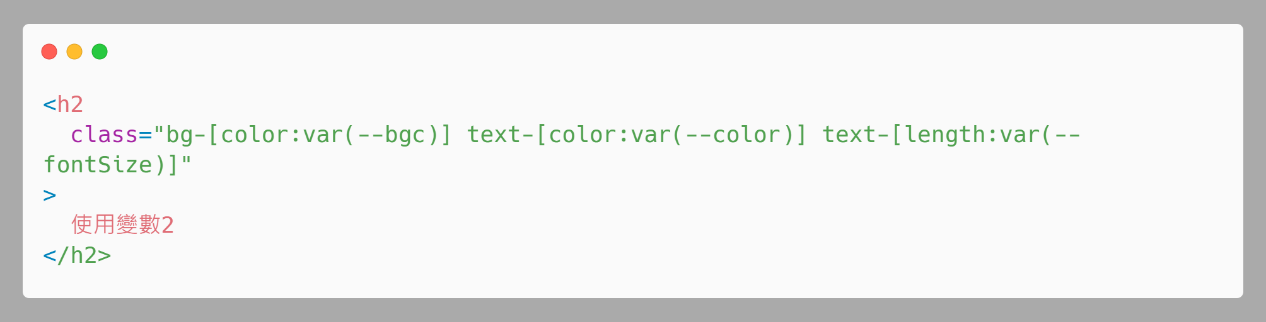 <h2
  class="bg-[color:var(--bgc)] text-[color:var(--color)] text-[length:var(--
fontSize)]"
>
  使用變數2
</h2>